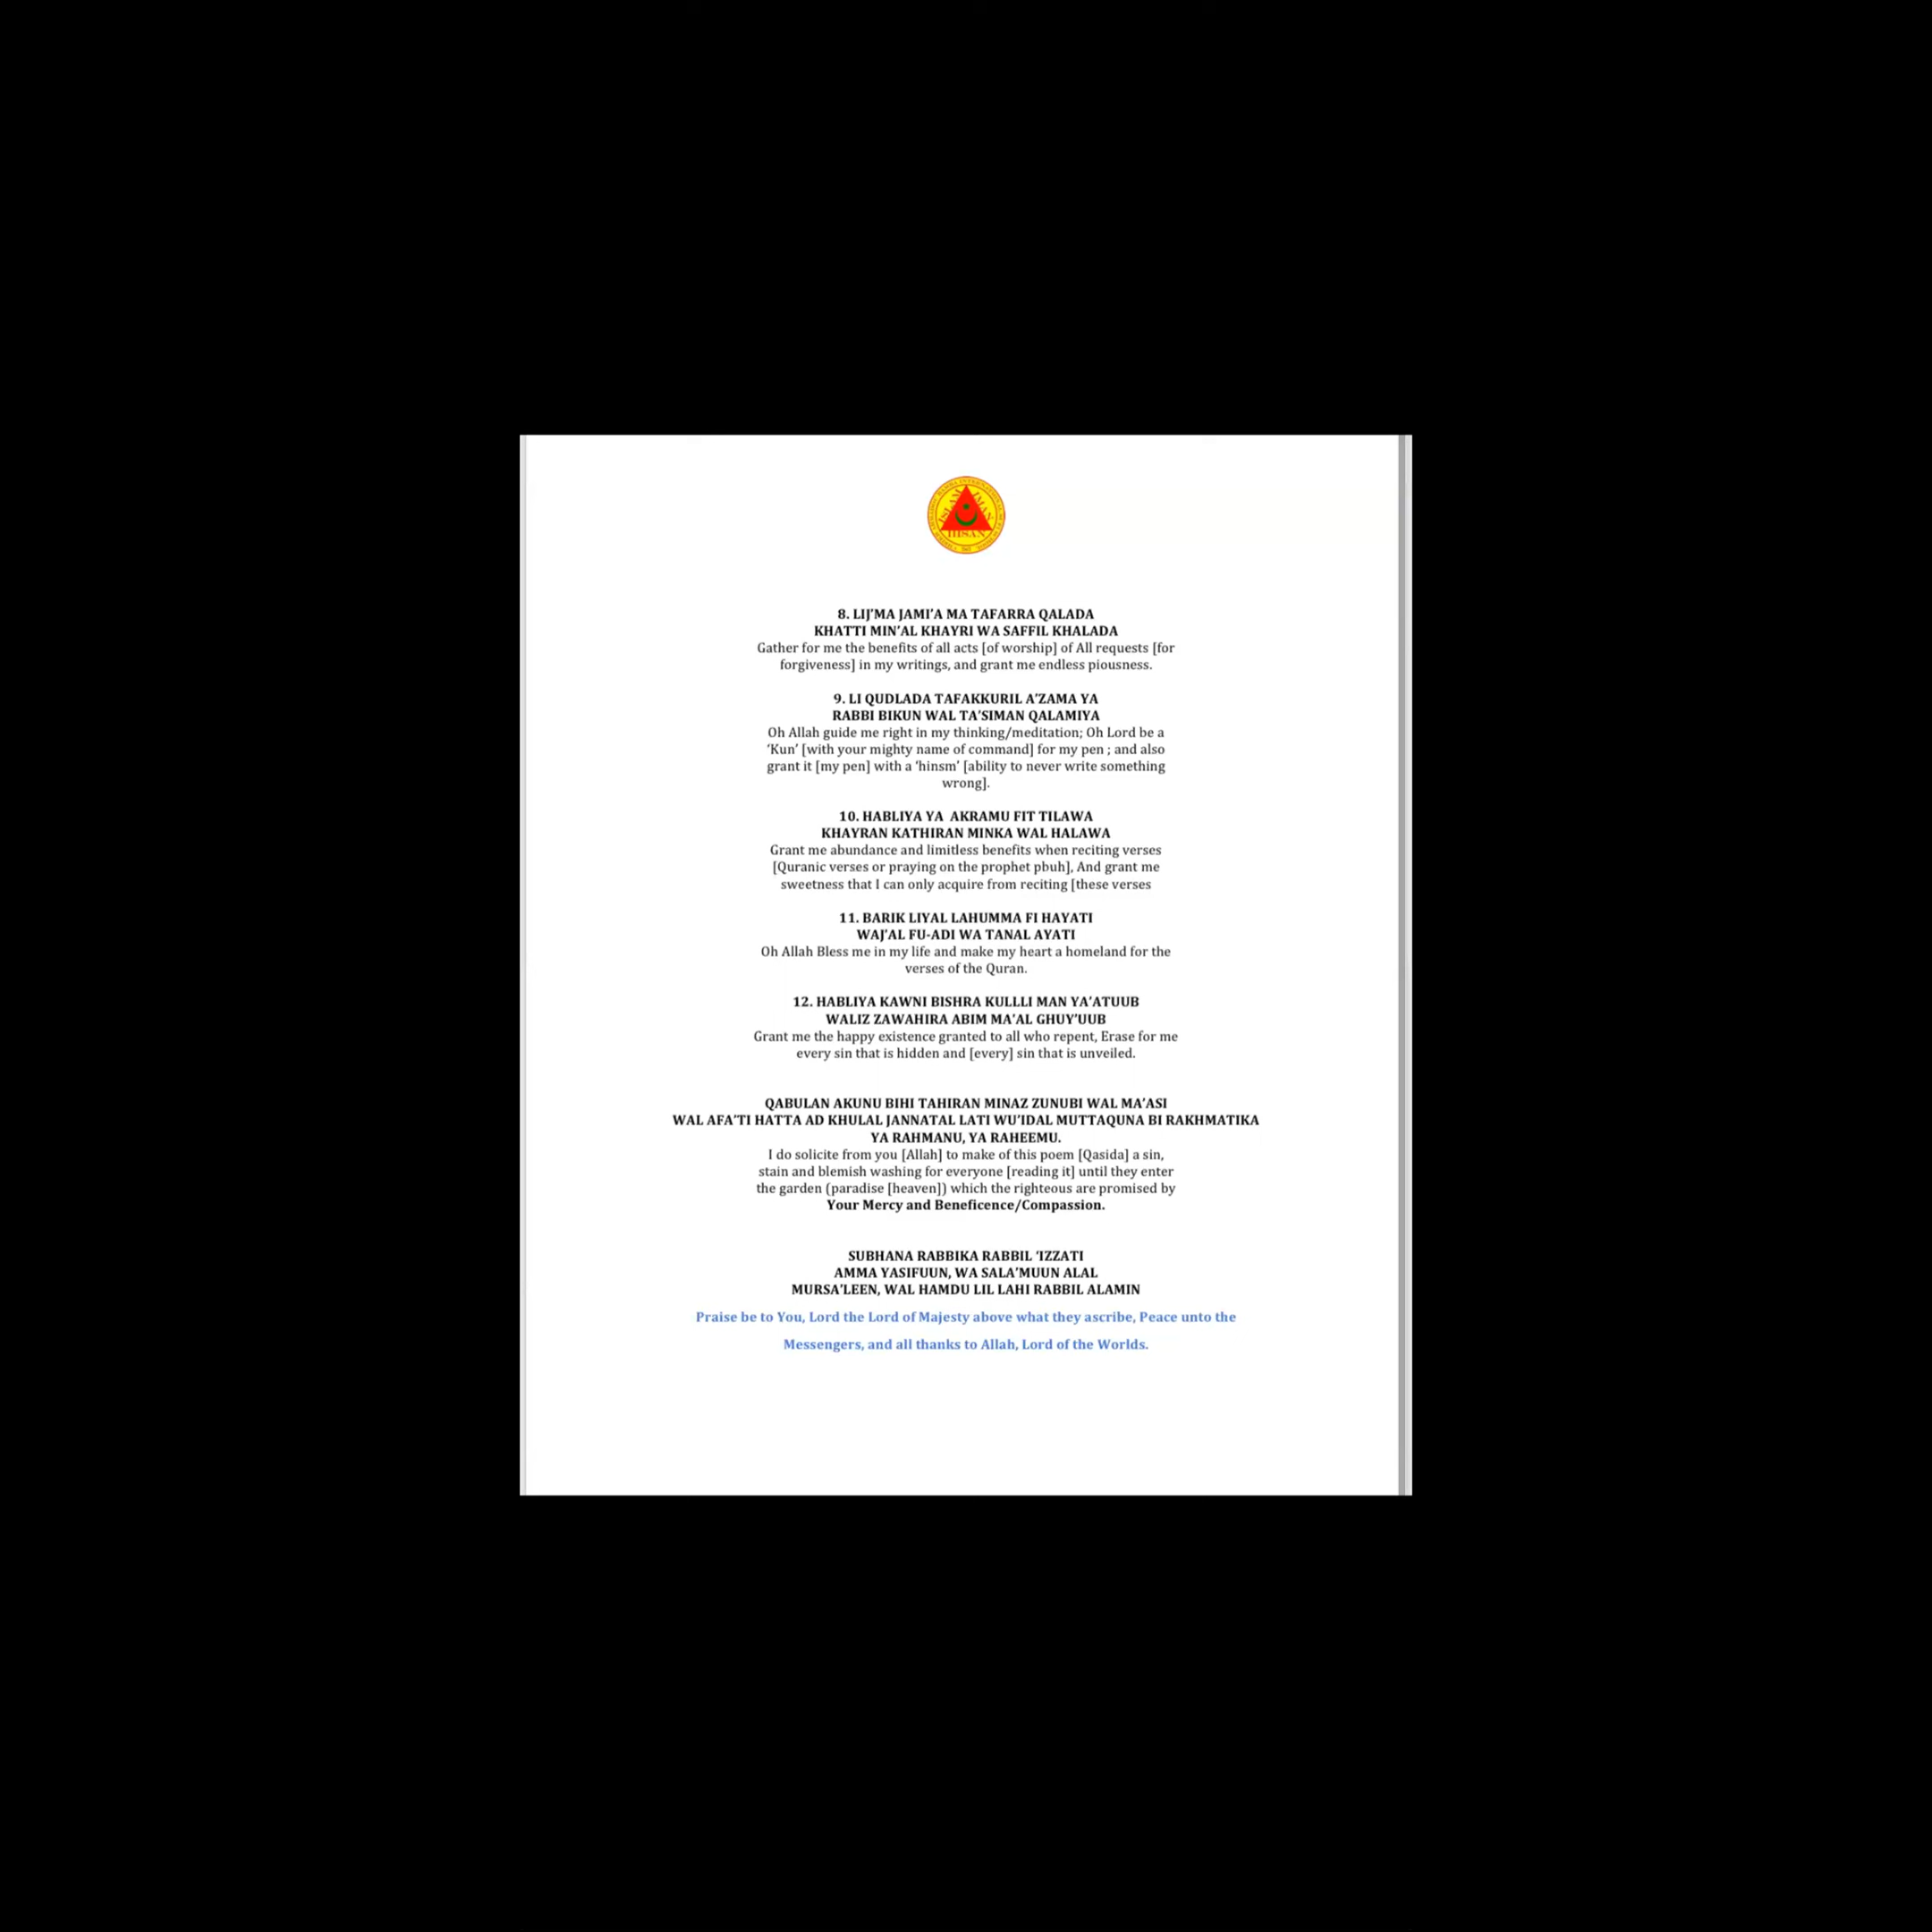 ISLAM IMAN
IHSAN
8. LIJ’MA JAMI’A MA TAFARRA QALADA
KHATTI MIN’AL KHAYRI WA SAFFIL KHALADA
Gather for me the benefits of all acts [of worship] of All requests [for
forgiveness] in my writings, and grant me endless piousness.
9. LI QUDLADA TAFAKKURIL A’ZAMA YA
RABBI BIKUN WAL TA’SIMAN QALAMIYA
Oh Allah guide me right in my thinking/meditation; Oh Lord be a
‘Kun’ [with your mighty name of command] for my pen ; and also
grant it [my pen] with a ‘hinsm’ [ability to never write something
wrong].
10. HABLIYA YA  AKRAMU FIT TILAWA
KHAYRAN KATHIRAN MINKA WAL HALAWA
Grant me abundance and limitless benefits when reciting verses
[Quranic verses or praying on the prophet pbuh], And grant me
sweetness that I can only acquire from reciting [these verses
11. BARIK LIYAL LAHUMMA FI HAYATI
WAJ’AL FU-ADI WA TANAL AYATI
Oh Allah Bless me in my life and make my heart a homeland for the
verses of the Quran.
12. HABLIYA KAWNI BISHRA KULLLI MAN YA’ATUUB
WALIZ ZAWAHIRA ABIM MA’AL GHUY’UUB
Grant me the happy existence granted to all who repent, Erase for me
every sin that is hidden and [every] sin that is unveiled.
QABULAN AKUNU BIHI TAHIRAN MINAZ ZUNUBI WAL MA’ASI
WAL AFA’TI HATTA AD KHULAL JANNATAL LATI WU’IDAL MUTTAQUNA BI RAKHMATIKA
YA RAHMANU, YA RAHEEMU.
I do solicite from you [Allah] to make of this poem [Qasida] a sin,
stain and blemish washing for everyone [reading it] until they enter
the garden (paradise [heaven]) which the righteous are promised by
Your Mercy and Beneficence/Compassion.
SUBHANA RABBIKA RABBIL ‘IZZATI
AMMA YASIFUUN, WA SALA’MUUN ALAL
MURSA’LEEN, WAL HAMDU LIL LAHI RABBIL ALAMIN
Praise be to You, Lord the Lord of Majesty above what they ascribe, Peace unto the
Messengers, and all thanks to Allah, Lord of the Worlds.